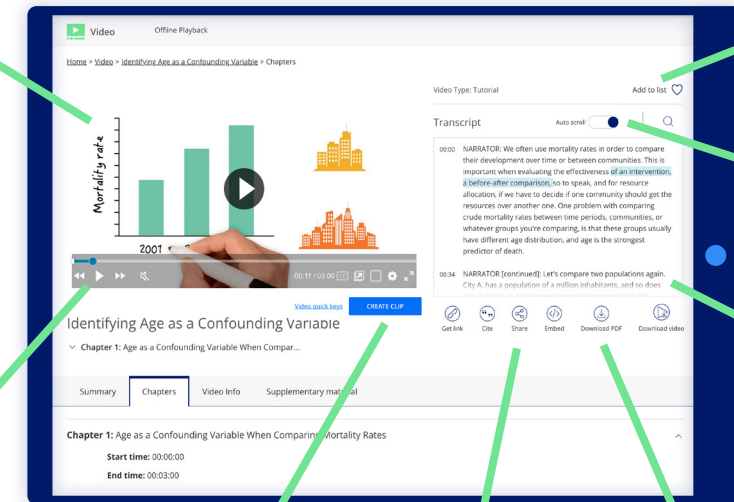 Video
Offline Playback
Home > Video > Identifying Age as a Confounding Variable > Chapters
Mortality rate
2001
00:11 / 03:00
Video quick keys
CREATE CLIP
Identifying Age as a Confounding Variable
Chapter 1: Age as a Confounding Variable When Compar...
Video Type: Tutorial
Add to list
Transcript
Auto scroll
00:00 NARRATOR: We often use mortality rates in order to compare
their development over time or between communities. This is
important when evaluating the effectiveness of an intervention,
a before-after comparison, so to speak, and for resource
allocation, if we have to decide if one community should get the
resources over another one. One problem with comparing
crude mortality rates between time periods, communities, or
whatever groups you're comparing, is that these groups usually
have different age distribution, and age is the strongest
predictor of death.
00:34 NARRATOR [continued]: Let's compare two populations again.
City A, has a population of a million inhabitants, and so does
Get link
Cite
Share
Embed
Download PDF
Download video
Summary
Chapters
Video Info
Supplementary material
Chapter 1: Age as a Confounding Variable When Comparing Mortality Rates
Start time: 00:00:00
End time: 00:03:00